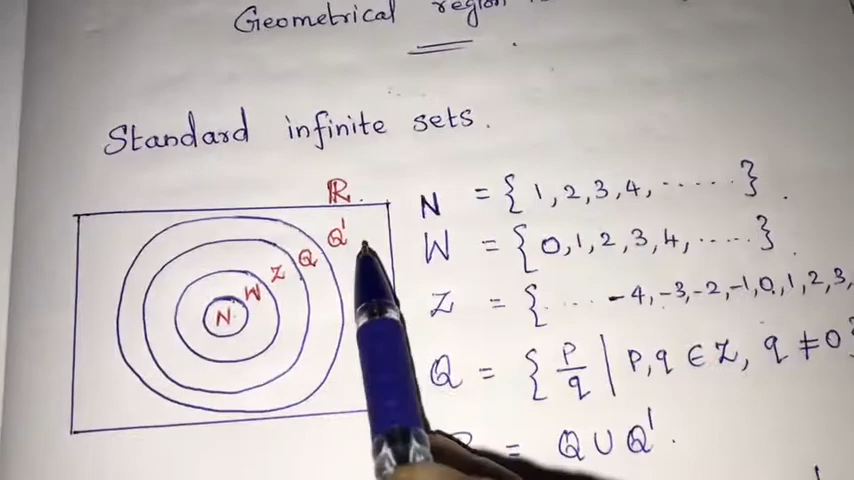 Geometrical region
Standard infinite sets.
R.
Q'
Q
Z
W
N
N = {1, 2, 3, 4, ......}.
W = {0, 1, 2, 3, 4, .....}
Z = {.... -4, -3, -2, -1, 0, 1, 2, 3,
Q = {P/q | P, q ∈ Z, q ≠ 0}
= Q ∪ Q'.